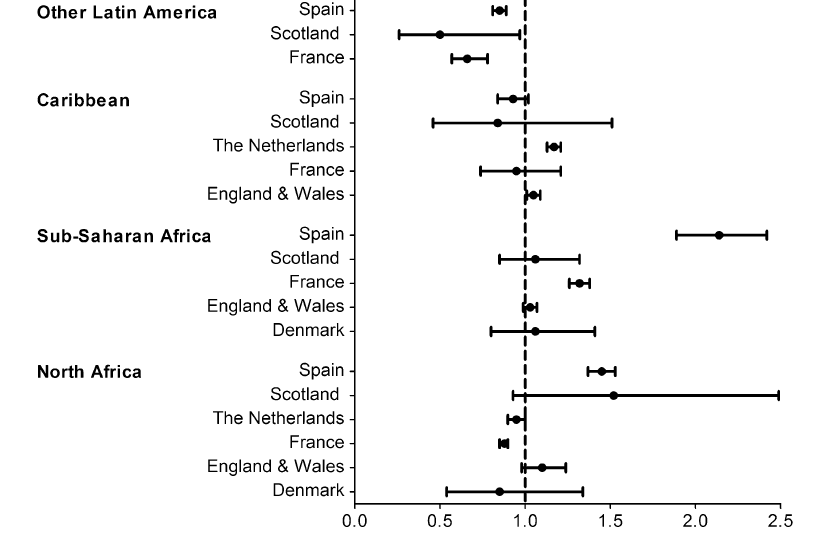 Other Latin America Spain
Scotland
France
Caribbean Spain
Scotland
The Netherlands
France
England & Wales
Sub-Saharan Africa Spain
Scotland
France
England & Wales
Denmark
North Africa Spain
Scotland
The Netherlands
France
England & Wales
Denmark
0.0 0.5 1.0 1.5 2.0 2.5